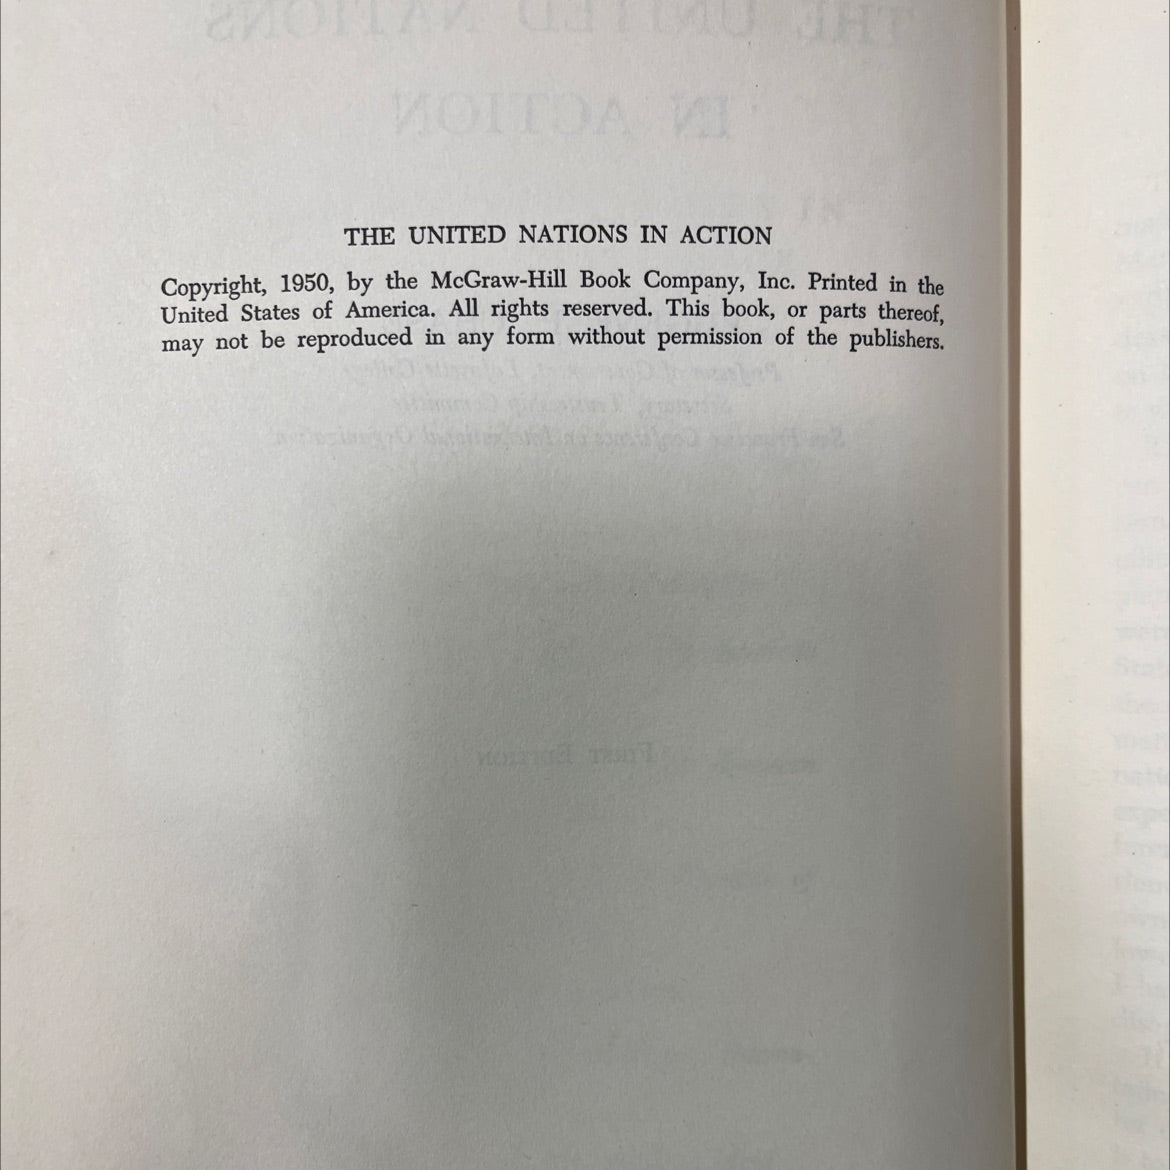 THE UNITED NATIONS IN ACTION
Copyright, 1950, by the McGraw-Hill Book Company, Inc. Printed in the
United States of America. All rights reserved. This book, or parts thereof,
may not be reproduced in any form without permission of the publishers.